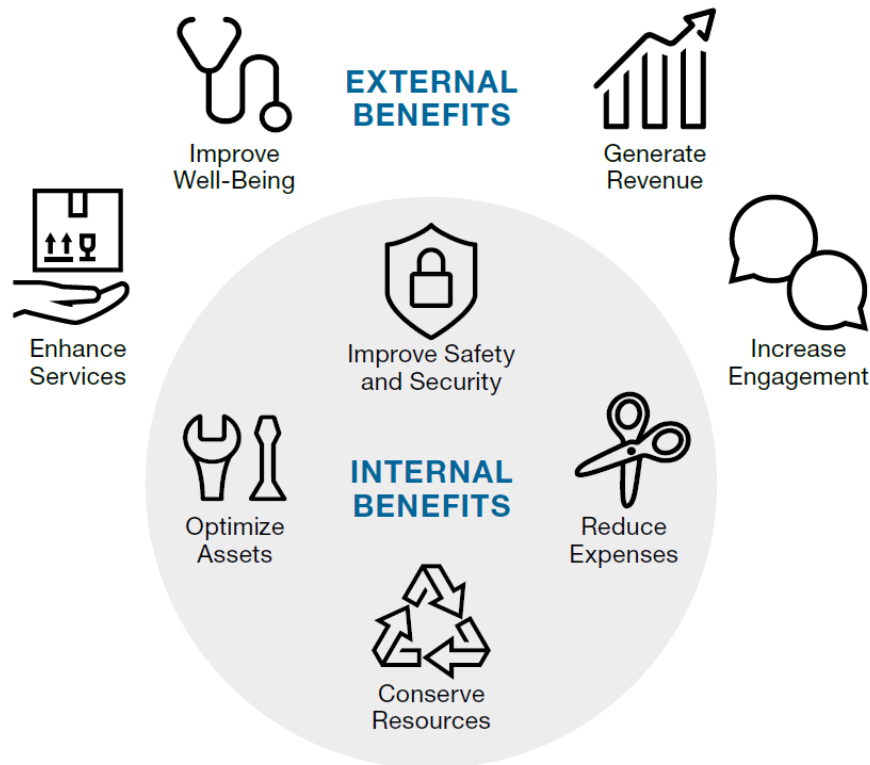 EXTERNAL
BENEFITS
Improve
Well-Being
Generate
Revenue
Enhance
Services
Increase
Engagement
Improve Safety
and Security
INTERNAL
BENEFITS
Optimize
Assets
Reduce
Expenses
Conserve
Resources